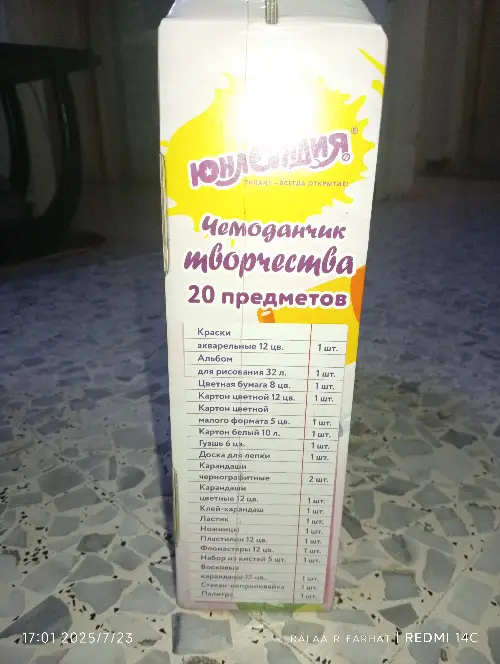 ЮНЛАНДИЯ®
ТАЛАНТ – ВСЕГДА ОТКРЫТИЕ!
Чемоданчик
творчества
20 предметов
Краски
акварельные 12 цв. 1 шт.
Альбом
для рисования 32 л. 1 шт.
Цветная бумага 8 цв. 1 шт.
Картон цветной 12 цв. 1 шт.
Картон цветной
малого формата 5 цв. 1 шт.
Картон белый 10 л. 1 шт.
Гуашь 6 цв. 1 шт.
Доска для лепки 1 шт.
Карандаши
чернографитные 2 шт.
Карандаши
цветные 12 цв. 1 шт.
Клей-карандаш 1 шт.
Ластик 1 шт.
Ножницы 1 шт.
Пластилин 12 цв. 1 шт.
Фломастеры 12 цв. 1 шт.
Набор из кистей 5 шт. 1 шт.
Восковые
карандаши 12 цв. 1 шт.
Стакан-непроливайка 1 шт.
Палитра 1 шт.
17:01 2025/7/23
BALAA R FARHAT | REDMI 14C